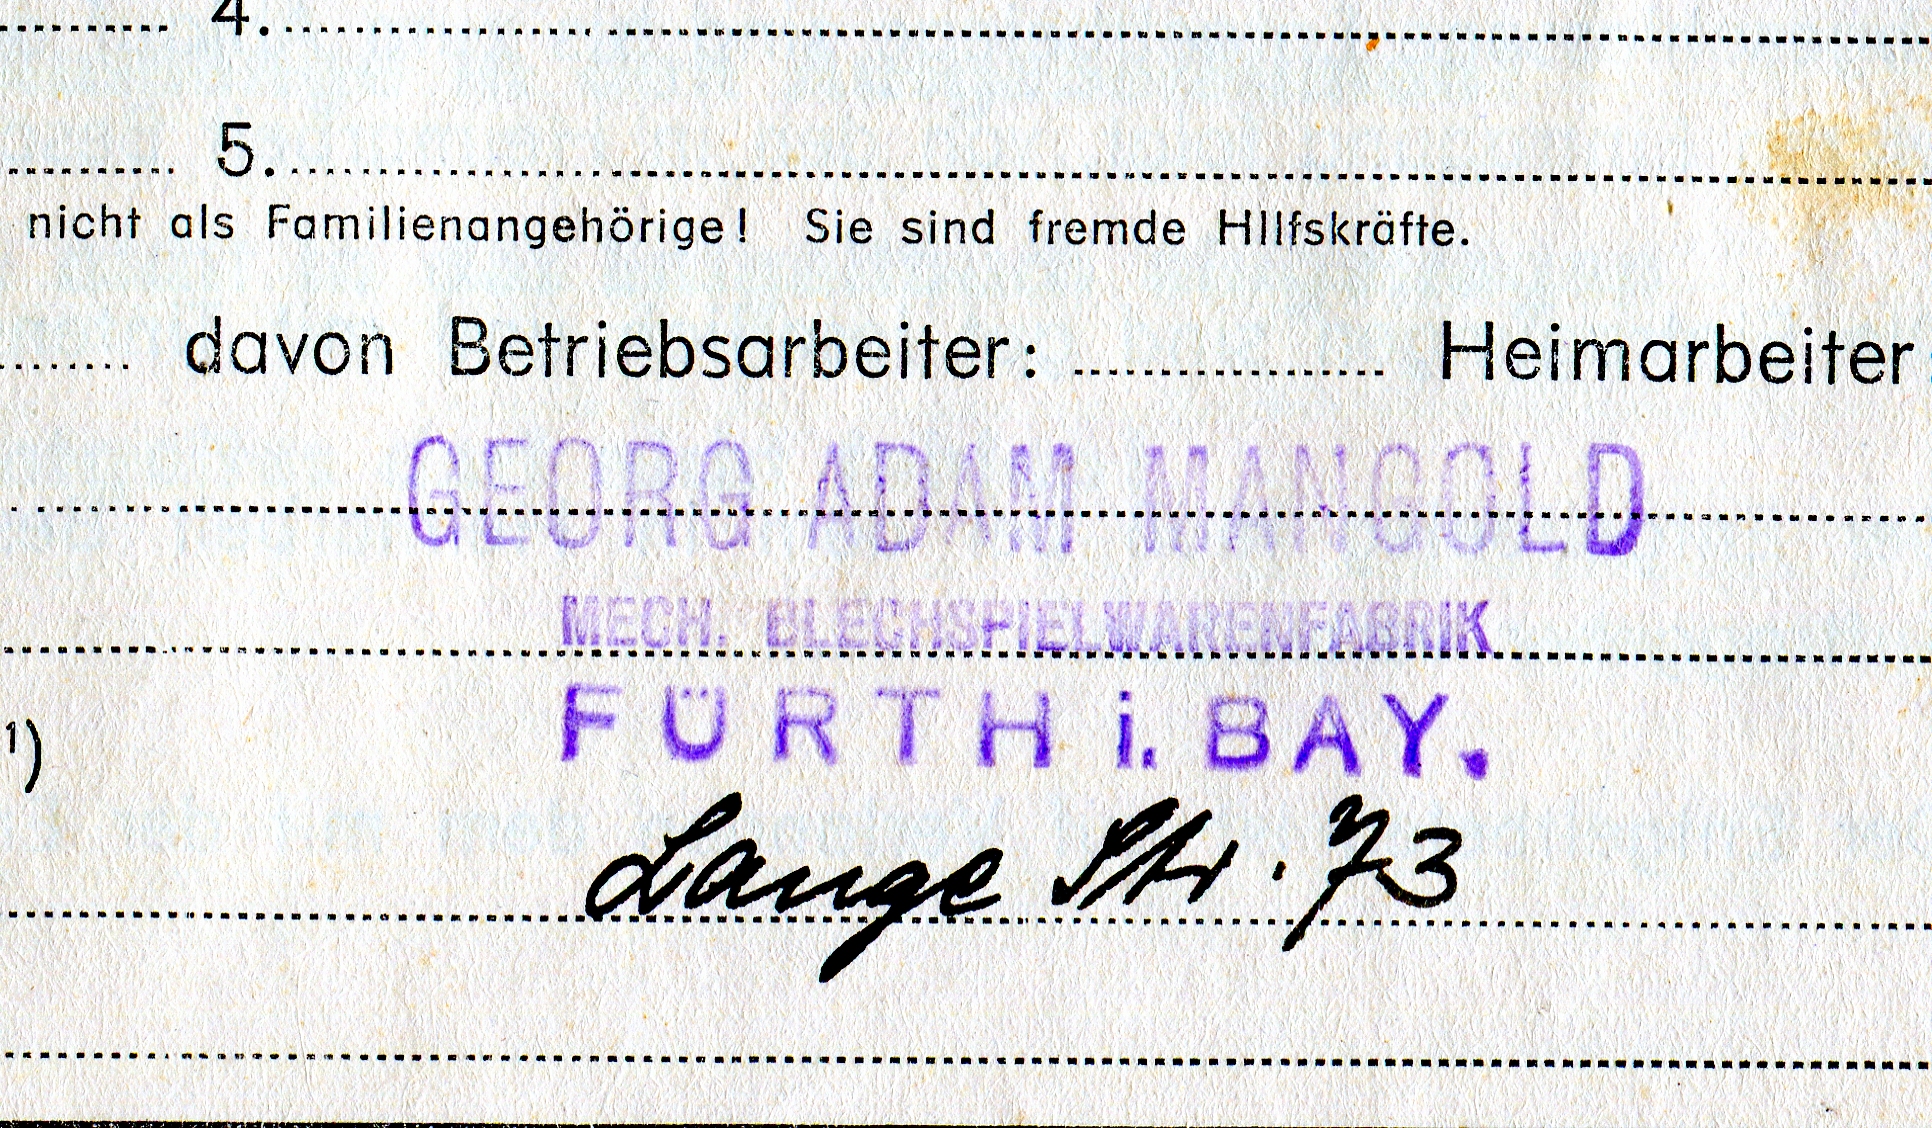 4.
5.
nicht als Familienangehörige! Sie sind fremde HIlfskräfte.
davon Betriebsarbeiter: Heimarbeiter:
GEORG ADAM MANGOLD
MECH. BLECHSPIELWARENFABRIK
FÜRTH i. BAY.
¹)
Lange Str. 73